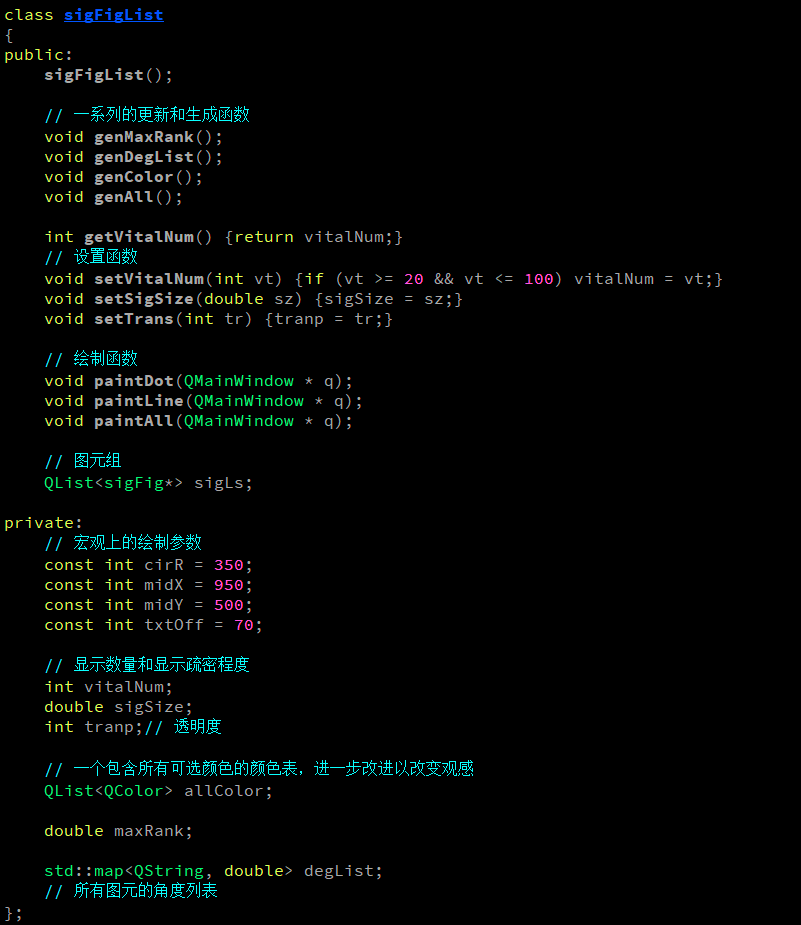 class sigFigList
{
public:
    sigFigList();

    // 一系列的更新和生成函数
    void genMaxRank();
    void genDegList();
    void genColor();
    void genAll();

    int getVitalNum() {return vitalNum;}
    // 设置函数
    void setVitalNum(int vt) {if (vt >= 20 && vt <= 100) vitalNum = vt;}
    void setSigSize(double sz) {sigSize = sz;}
    void setTrans(int tr) {tranp = tr;}

    // 绘制函数
    void paintDot(QMainWindow * q);
    void paintLine(QMainWindow * q);
    void paintAll(QMainWindow * q);

    // 图元组
    QList<sigFig*> sigLs;

private:
    // 宏观上的绘制参数
    const int cirR = 350;
    const int midX = 950;
    const int midY = 500;
    const int txtOff = 70;

    // 显示数量和显示疏密程度
    int vitalNum;
    double sigSize;
    int tranp;// 透明度

    // 一个包含所有可选颜色的颜色表，进一步改进以改变观感
    QList<QColor> allColor;

    double maxRank;

    std::map<QString, double> degList;
    // 所有图元的角度列表
};